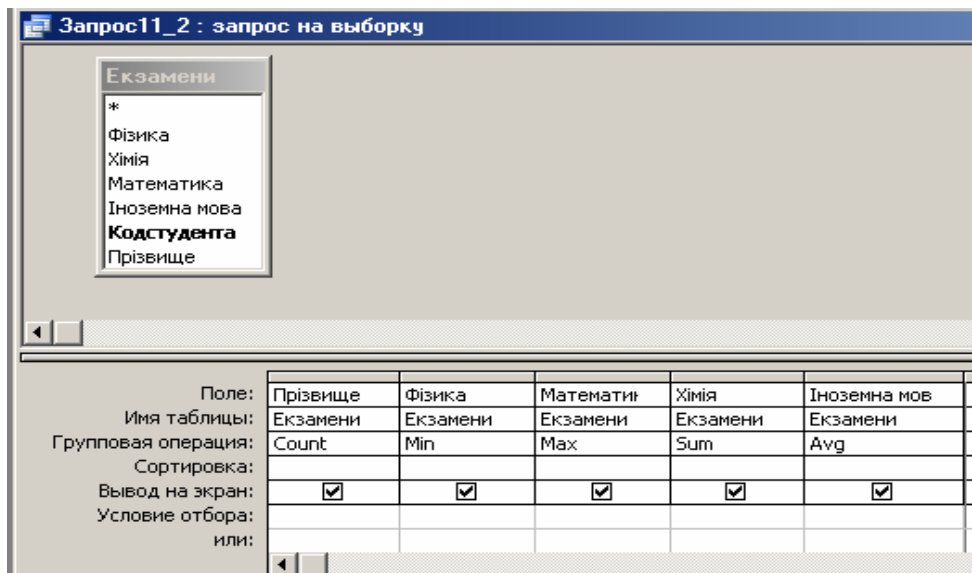 Запрос11_2 : запрос на выборку
Екзамени
*
Фізика
Хімія
Математика
Іноземна мова
Кодстудента
Прізвище
Поле: Прізвище Фізика Математин Хімія Іноземна мов
Имя таблицы: Екзамени Екзамени Екзамени Екзамени Екзамени
Групповая операция: Count Min Max Sum Avg
Сортировка:
Вывод на экран:
Условие отбора:
или: